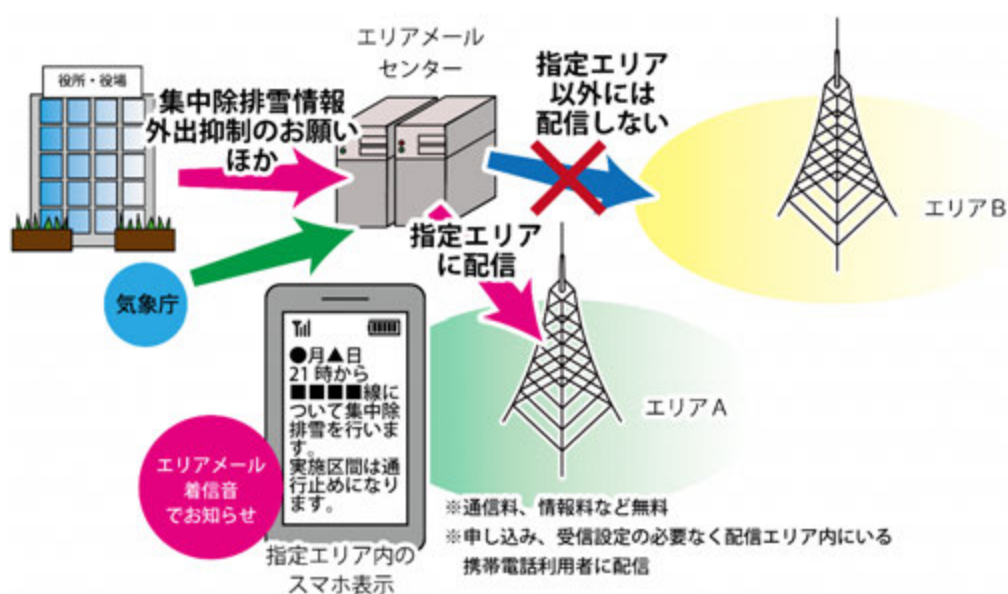 エリアメール
センター
役所・役場
集中除排雪情報
外出抑制のお願い
ほか
指定エリア
以外には
配信しない
エリアB
指定エリア
に配信
気象庁
●月▲日
21時から
■■■■線に
ついて集中除
排雪を行いま
す。
実施区間は通
行止めになり
ます。
エリアA
エリアメール
着信音
でお知らせ
指定エリア内の
スマホ表示
※通信料、情報料など無料
※申し込み、受信設定の必要なく配信エリア内にいる
携帯電話利用者に配信